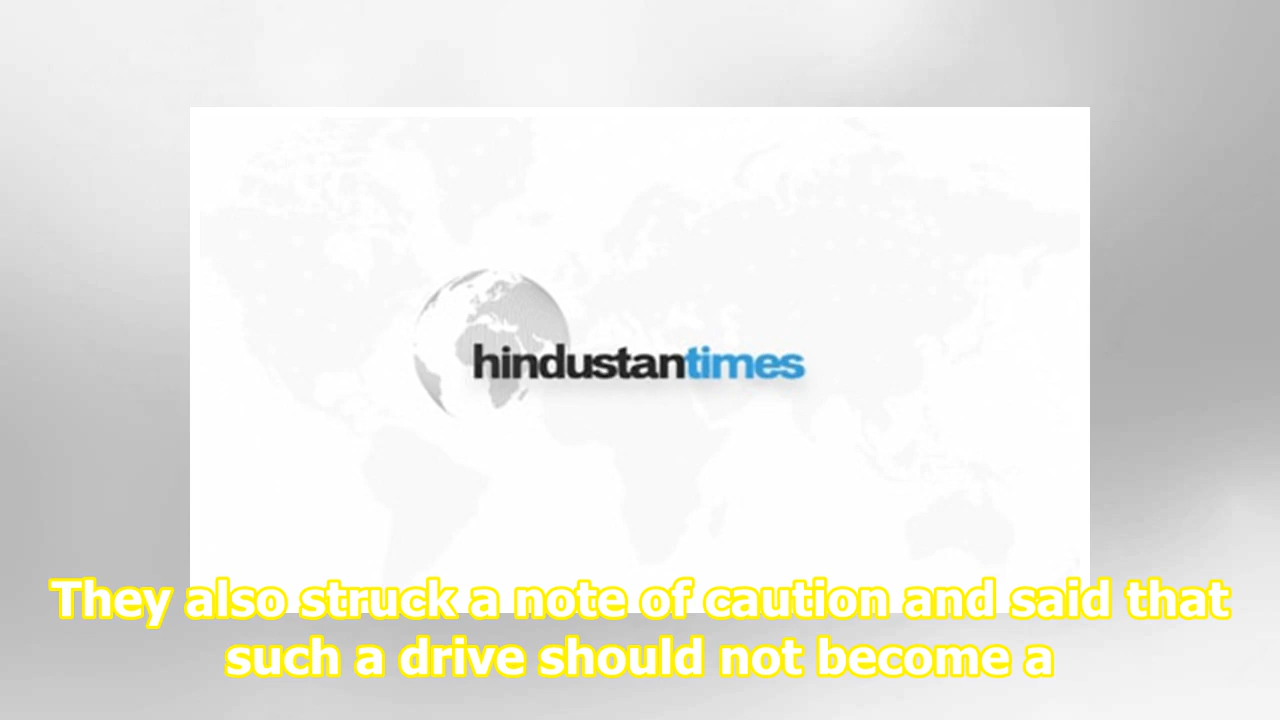 hindustantimes
They also struck a note of caution and said that
such a drive should not become a